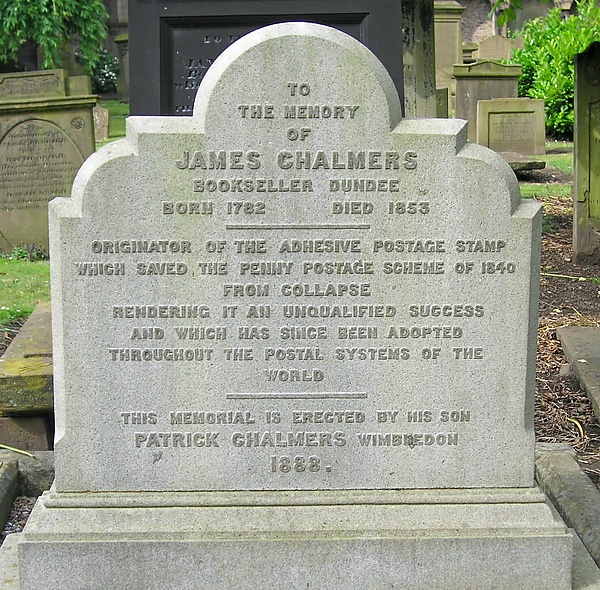 TO
THE MEMORY
OF
JAMES CHALMERS
BOOKSELLER DUNDEE
BORN 1782 DIED 1853
ORIGINATOR OF THE ADHESIVE POSTAGE STAMP
WHICH SAVED THE PENNY POSTAGE SCHEME OF 1840
FROM COLLAPSE
RENDERING IT AN UNQUALIFIED SUCCESS
AND WHICH HAS SINCE BEEN ADOPTED
THROUGHOUT THE POSTAL SYSTEMS OF THE
WORLD
THIS MEMORIAL IS ERECTED BY HIS SON
PATRICK CHALMERS WIMBLEDON
1888.